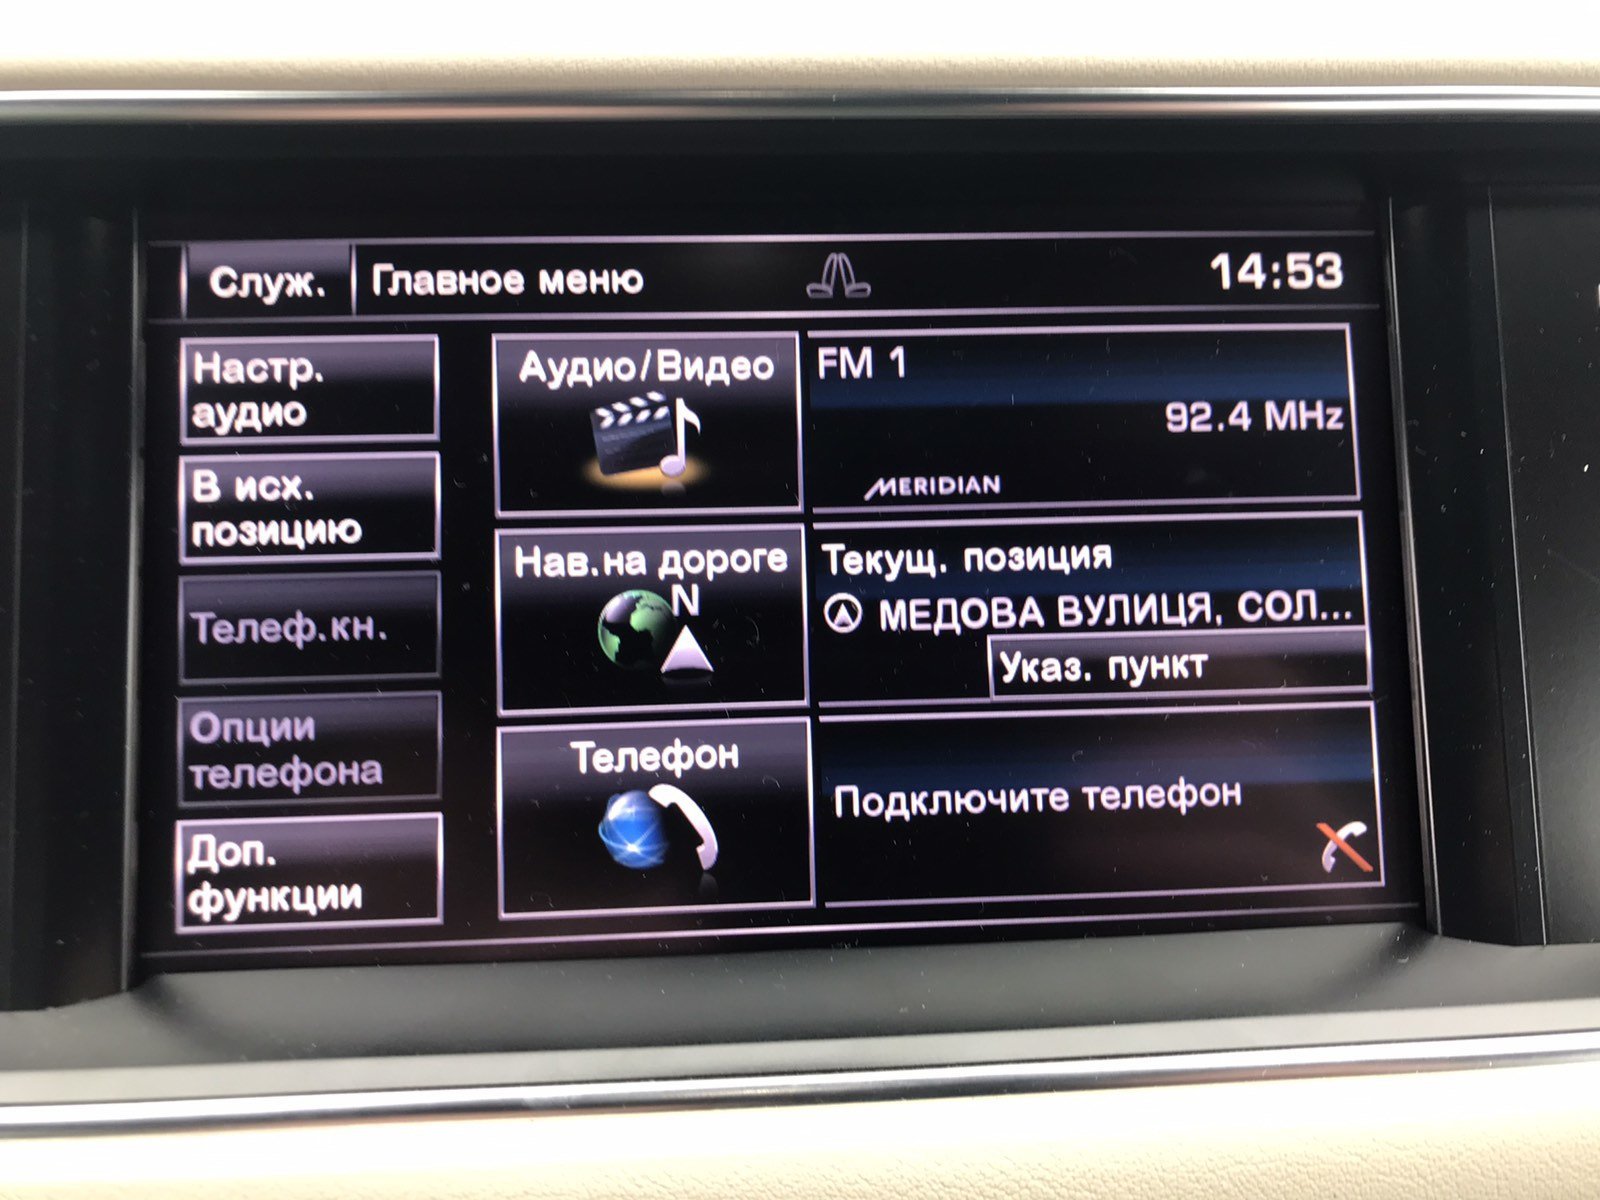 Служ.
Главное меню
14:53
Настр.
аудио
В исх.
позицию
Телеф.кн.
Опции
телефона
Доп.
функции
Аудио/Видео
FM 1
92.4 MHz
MERIDIAN
Нав.на дороге
N
Текущ. позиция
МЕДОВА ВУЛИЦЯ, СОЛ...
Указ. пункт
Телефон
Подключите телефон